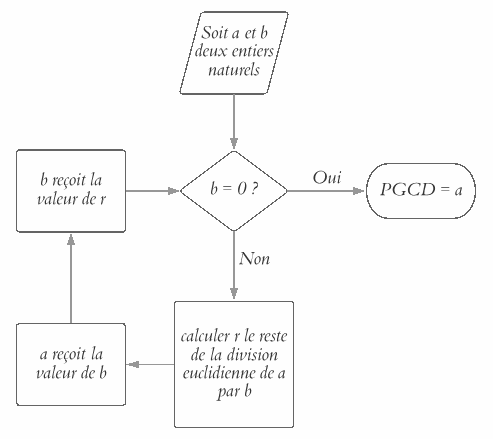 Soit a et b
deux entiers
naturels
b = 0 ?
Oui
PGCD = a
Non
calculer r le reste
de la division
euclidienne de a
par b
a reçoit la
valeur de b
b reçoit la
valeur de r